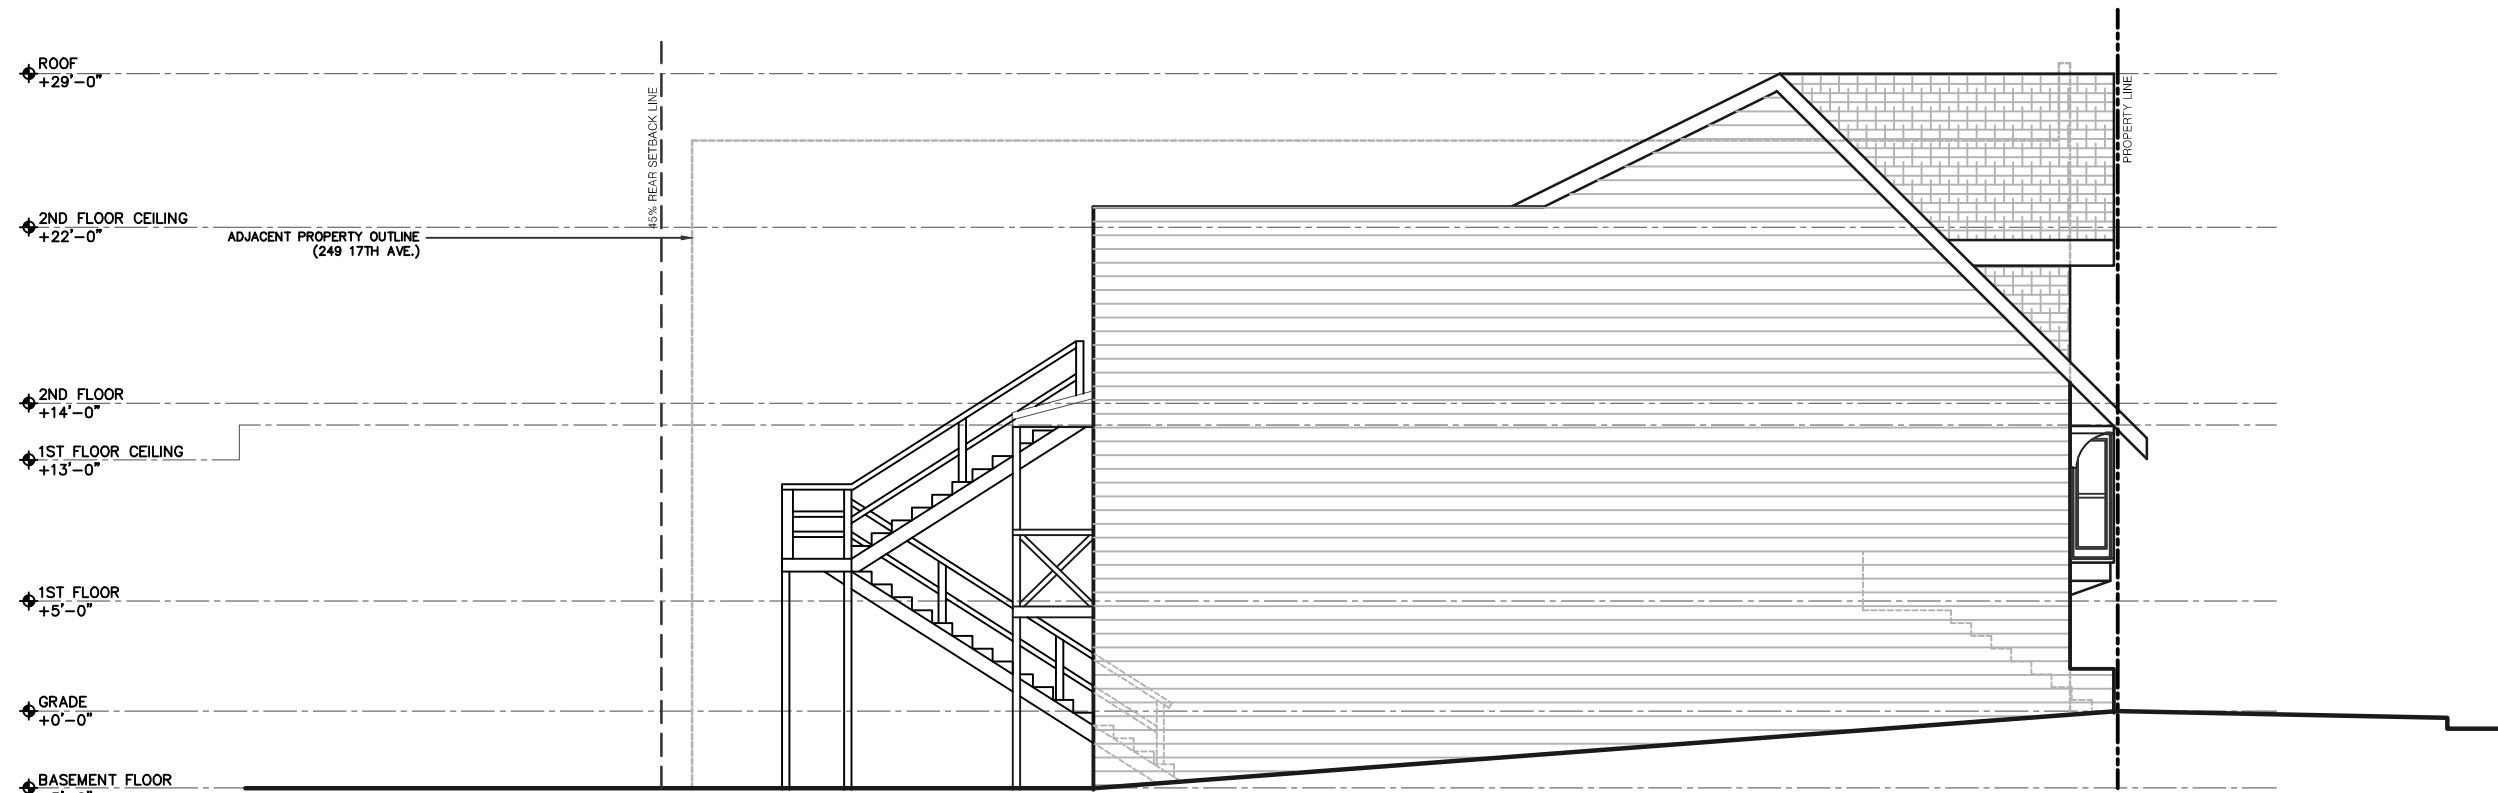 ROOF
+29'-0"
45% REAR SETBACK LINE
PROPERTY LINE
2ND FLOOR CEILING
+22'-0"
ADJACENT PROPERTY OUTLINE
(249 17TH AVE.)
2ND FLOOR
+14'-0"
1ST FLOOR CEILING
+13'-0"
1ST FLOOR
+5'-0"
GRADE
+0'-0"
BASEMENT FLOOR